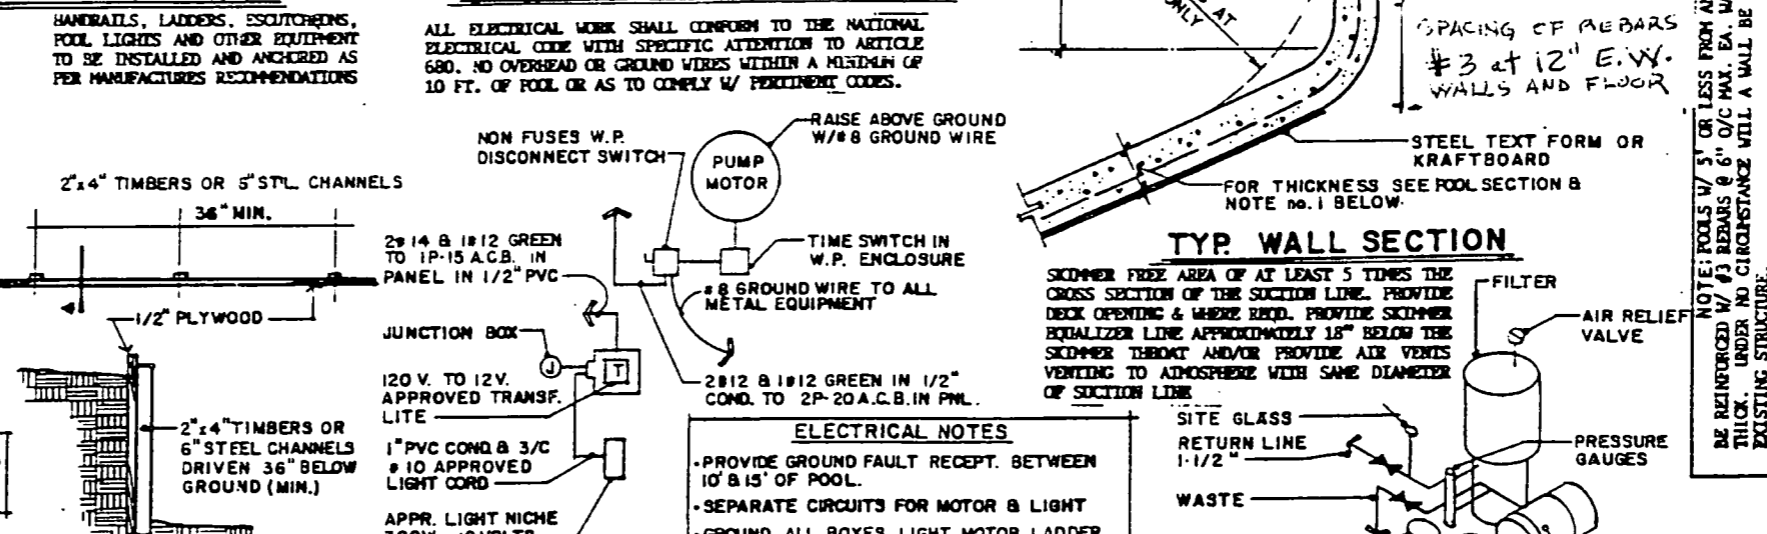 HANDRAILS, LADDERS, ESCUTCHEONS,
POOL LIGHTS AND OTHER EQUIPMENT
TO BE INSTALLED AND ANCHORED AS
PER MANUFACTURES RECOMMENDATIONS
ALL ELECTRICAL WORK SHALL CONFORM TO THE NATIONAL
ELECTRICAL CODE WITH SPECIFIC ATTENTION TO ARTICLE
680. NO OVERHEAD OR GROUND WIRES WITHIN A MINIMUM OF
10 FT. OF POOL OR AS TO COMPLY W/ PERTINENT CODES.
AT
ONLY
SPACING OF REBARS
#3 at 12" E.W.
WALLS AND FLOOR
STEEL TEXT FORM OR
KRAFTBOARD
FOR THICKNESS SEE POOL SECTION &
NOTE no. 1 BELOW.
TYP. WALL SECTION
2"x4" TIMBERS OR 5" STL. CHANNELS
36" MIN.
1/2" PLYWOOD
2"x4" TIMBERS OR
6" STEEL CHANNELS
DRIVEN 36" BELOW
GROUND (MIN.)
NON FUSES W.P.
DISCONNECT SWITCH
PUMP
MOTOR
RAISE ABOVE GROUND
W/#8 GROUND WIRE
2#14 & 1#12 GREEN
TO 1P-15 A.C.B. IN
PANEL IN 1/2" PVC
TIME SWITCH IN
W.P. ENCLOSURE
#8 GROUND WIRE TO ALL
METAL EQUIPMENT
JUNCTION BOX
J
T
120 V. TO 12 V.
APPROVED TRANSF.
LITE
2#12 & 1#12 GREEN IN 1/2"
COND. TO 2P-20 A.C.B. IN PNL.
1" PVC COND. & 3/C
#10 APPROVED
LIGHT CORD
APPR. LIGHT NICHE
ELECTRICAL NOTES
•PROVIDE GROUND FAULT RECEPT. BETWEEN
10' & 15' OF POOL.
•SEPARATE CIRCUITS FOR MOTOR & LIGHT
•GROUND ALL BOXES, LIGHT MOTOR LADDER
SKIMMER FREE AREA OF AT LEAST 5 TIMES THE
CROSS SECTION OF THE SUCTION LINE. PROVIDE
DECK OPENING & WHERE REQD. PROVIDE SKIMMER
EQUALIZER LINE APPROXIMATELY 18" BELOW THE
SKIMMER THROAT AND/OR PROVIDE AIR VENTS
VENTING TO ATMOSPHERE WITH SAME DIAMETER
OF SUCTION LINE
FILTER
AIR RELIEF
VALVE
SITE GLASS
RETURN LINE
1-1/2"
WASTE
PRESSURE
GAUGES
NOTE: POOLS W/ 5' OR LESS FROM
BE REINFORCED W/ #3 REBARS @ 6" O/C MAX. EA.
THICK. UNDER NO CIRCUMSTANCE WILL A WALL BE
EXISTING STRUCTURE.